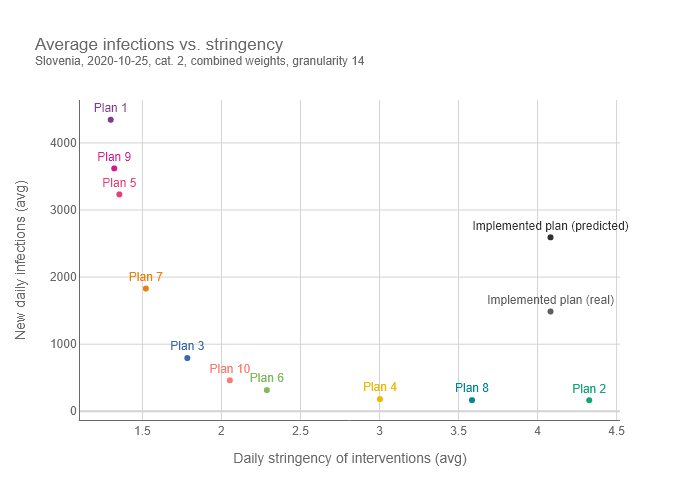 Average infections vs. stringency
Slovenia, 2020-10-25, cat. 2, combined weights, granularity 14
Plan 1
4000
Plan 9
Plan 5
3000
Implemented plan (predicted)
Plan 7
2000
Implemented plan (real)
Plan 3
1000
Plan 10
Plan 6
Plan 4
Plan 8
Plan 2
0
1.5
2
2.5
3
3.5
4
4.5
New daily infections (avg)
Daily stringency of interventions (avg)